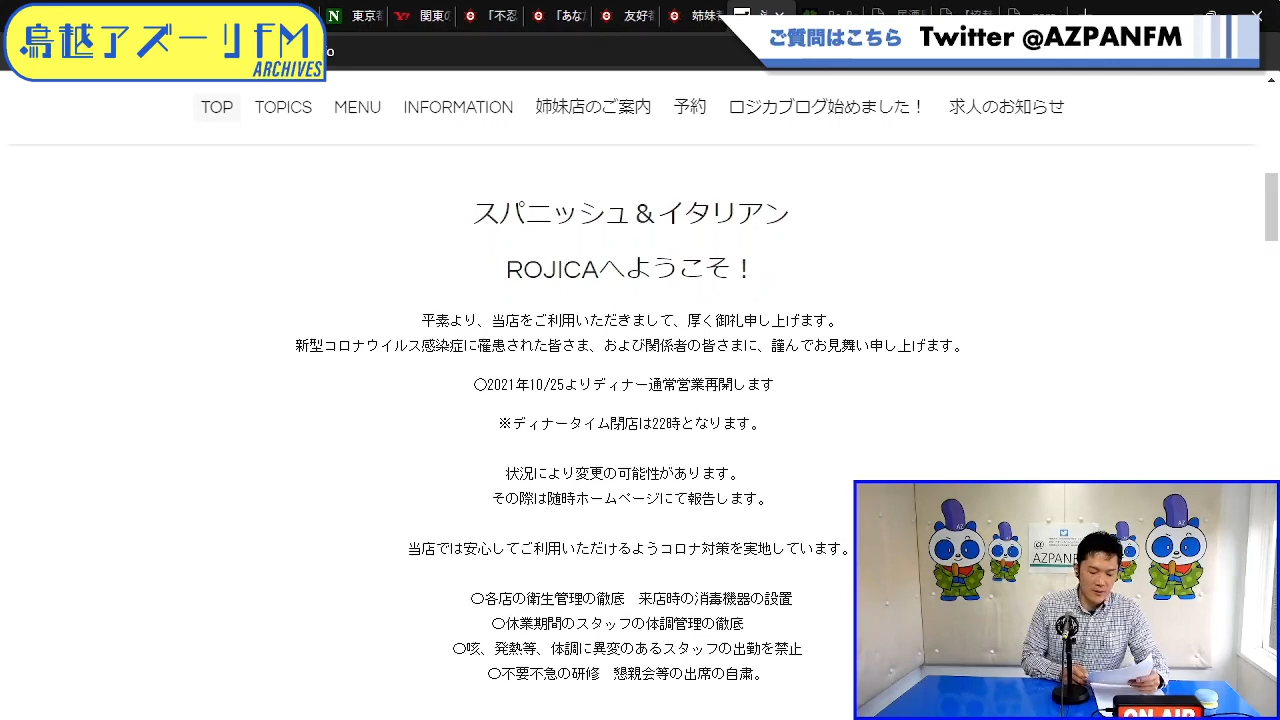 鳥越アズーリFM
ARCHIVES
ご質問はこちら Twitter @AZPANFM
TOP TOPICS MENU INFORMATION 姉妹店のご案内 予約 ロジカブログ始めました！ 求人のお知らせ
スパニッシュ＆イタリアン
ROJICAへようこそ！
平素より、当店をご利用いただきまして、厚く御礼申し上げます。
新型コロナウイルス感染症に罹患された皆さま、および関係者の皆さまに、謹んでお見舞い申し上げます。
〇2021年10/25よりディナー通常営業再開します
※ディナータイム閉店は22時となります。
状況により変更の可能性があります。
その際は随時ホームページにて報告します。
当店では安心してご利用いただけるようコロナ対策を実地しています。
〇各店の衛生管理の徹底　来店時の消毒機器の設置
〇休業期間のスタッフの体調管理の徹底
〇咳、発熱等、体調に異変のあるスタッフの出勤を禁止
〇不要不急の研修　懇親会等の出席の自粛。
@
AZPANF
ON AIR